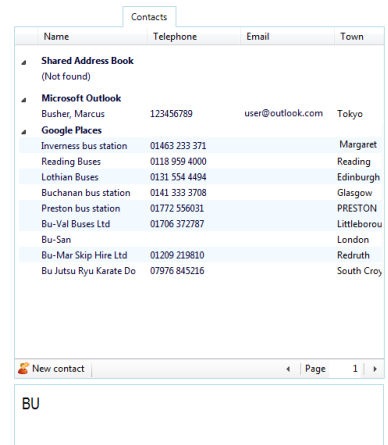 Contacts
Name Telephone Email Town
Shared Address Book
(Not found)
Microsoft Outlook
Busher, Marcus 123456789 user@outlook.com Tokyo
Google Places
Inverness bus station 01463 233 371 Margaret
Reading Buses 0118 959 4000 Reading
Lothian Buses 0131 554 4494 Edinburgh
Buchanan bus station 0141 333 3708 Glasgow
Preston bus station 01772 556031 PRESTON
Bu-Val Buses Ltd 01706 372787 Littleborou
Bu-San London
Bu-Mar Skip Hire Ltd 01209 219810 Redruth
Bu Jutsu Ryu Karate Do 07976 845216 South Croy
New contact Page 1
BU